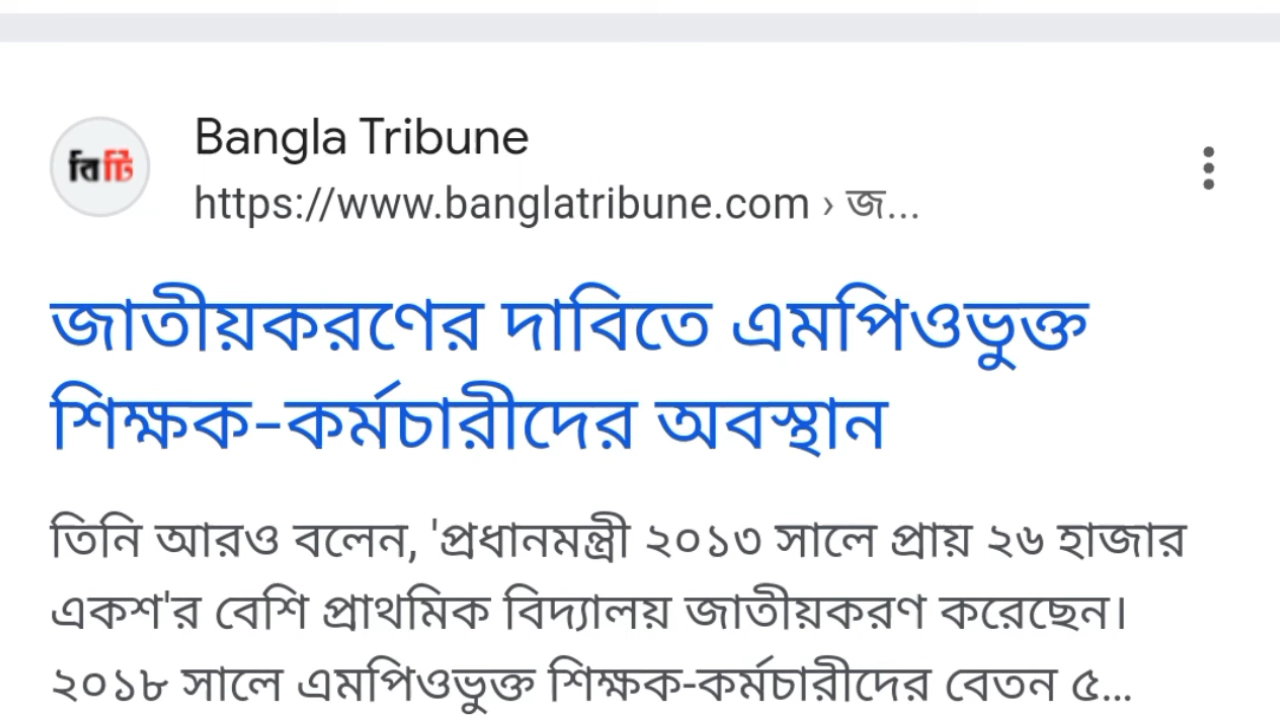 বিটি
Bangla Tribune
https://www.banglatribune.com › জ...
জাতীয়করণের দাবিতে এমপিওভুক্ত
শিক্ষক-কর্মচারীদের অবস্থান
তিনি আরও বলেন, 'প্রধানমন্ত্রী ২০১৩ সালে প্রায় ২৬ হাজার
একশ'র বেশি প্রাথমিক বিদ্যালয় জাতীয়করণ করেছেন।
২০১৮ সালে এমপিওভুক্ত শিক্ষক-কর্মচারীদের বেতন ৫...